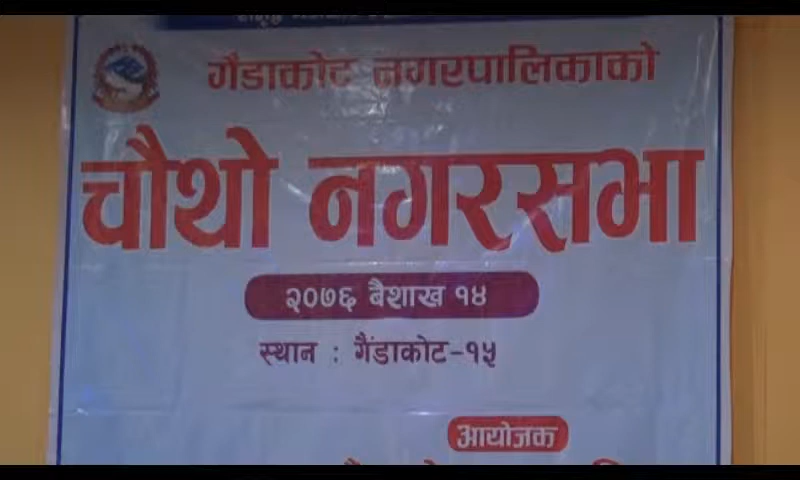 गैडाकोट नगरपालिकाको
चौथो नगरसभा
२०७६ बैशाख १४
स्थान : गैंडाकोट-१५
आयोजक